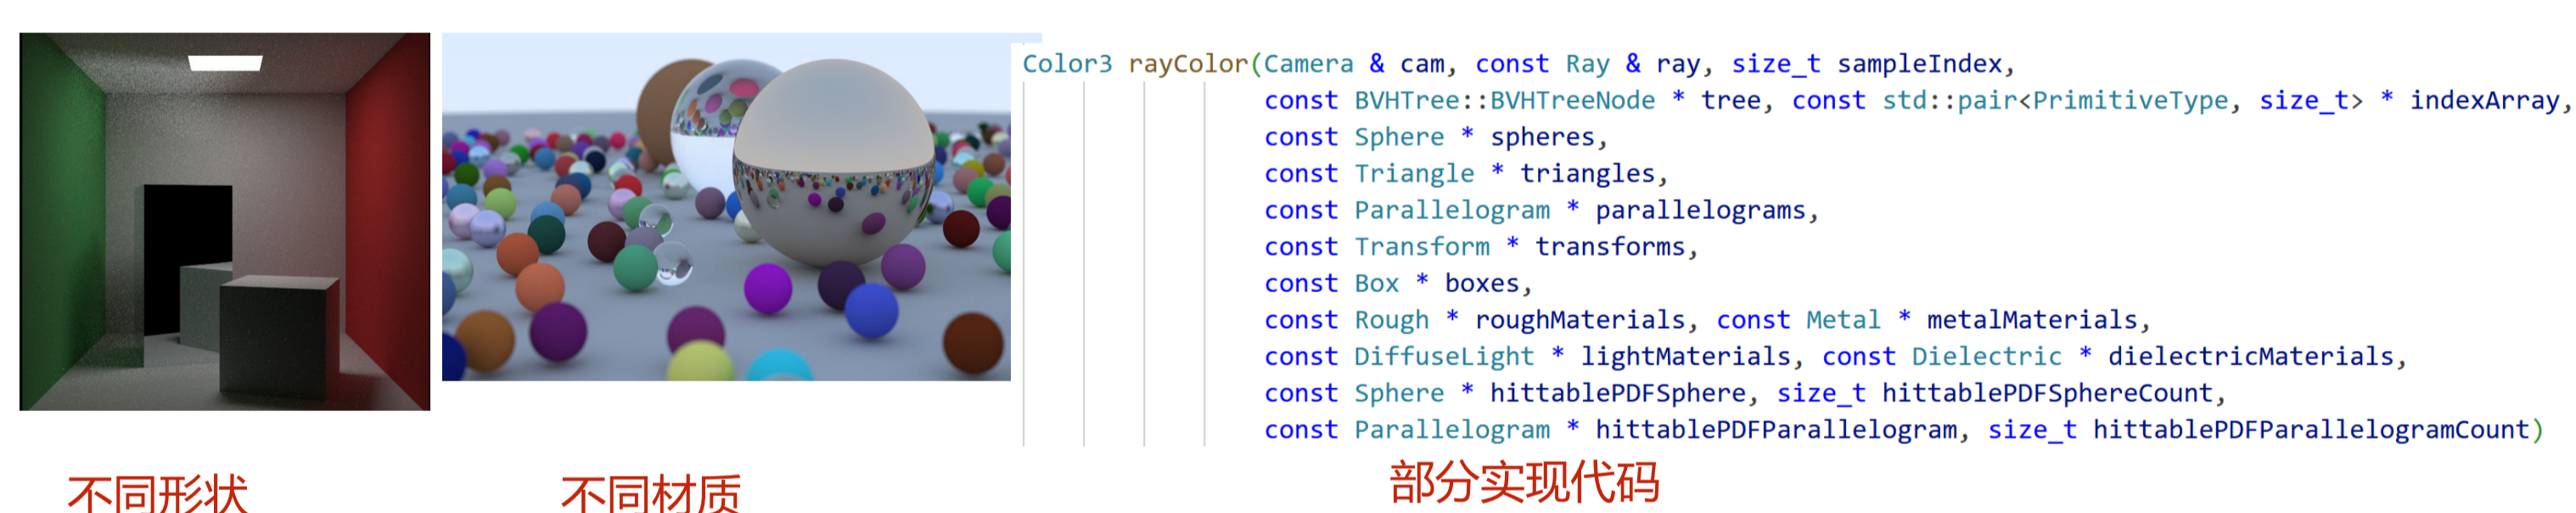 Color3 rayColor(Camera & cam, const Ray & ray, size_t sampleIndex,
const BVHTree::BVHTreeNode * tree, const std::pair<PrimitiveType, size_t> * indexArray,
const Sphere * spheres,
const Triangle * triangles,
const Parallelogram * parallelograms,
const Transform * transforms,
const Box * boxes,
const Rough * roughMaterials, const Metal * metalMaterials,
const DiffuseLight * lightMaterials, const Dielectric * dielectricMaterials,
const Sphere * hittablePDFSphere, size_t hittablePDFSphereCount,
const Parallelogram * hittablePDFParallelogram, size_t hittablePDFParallelogramCount)
不同形状
不同材质
部分实现代码